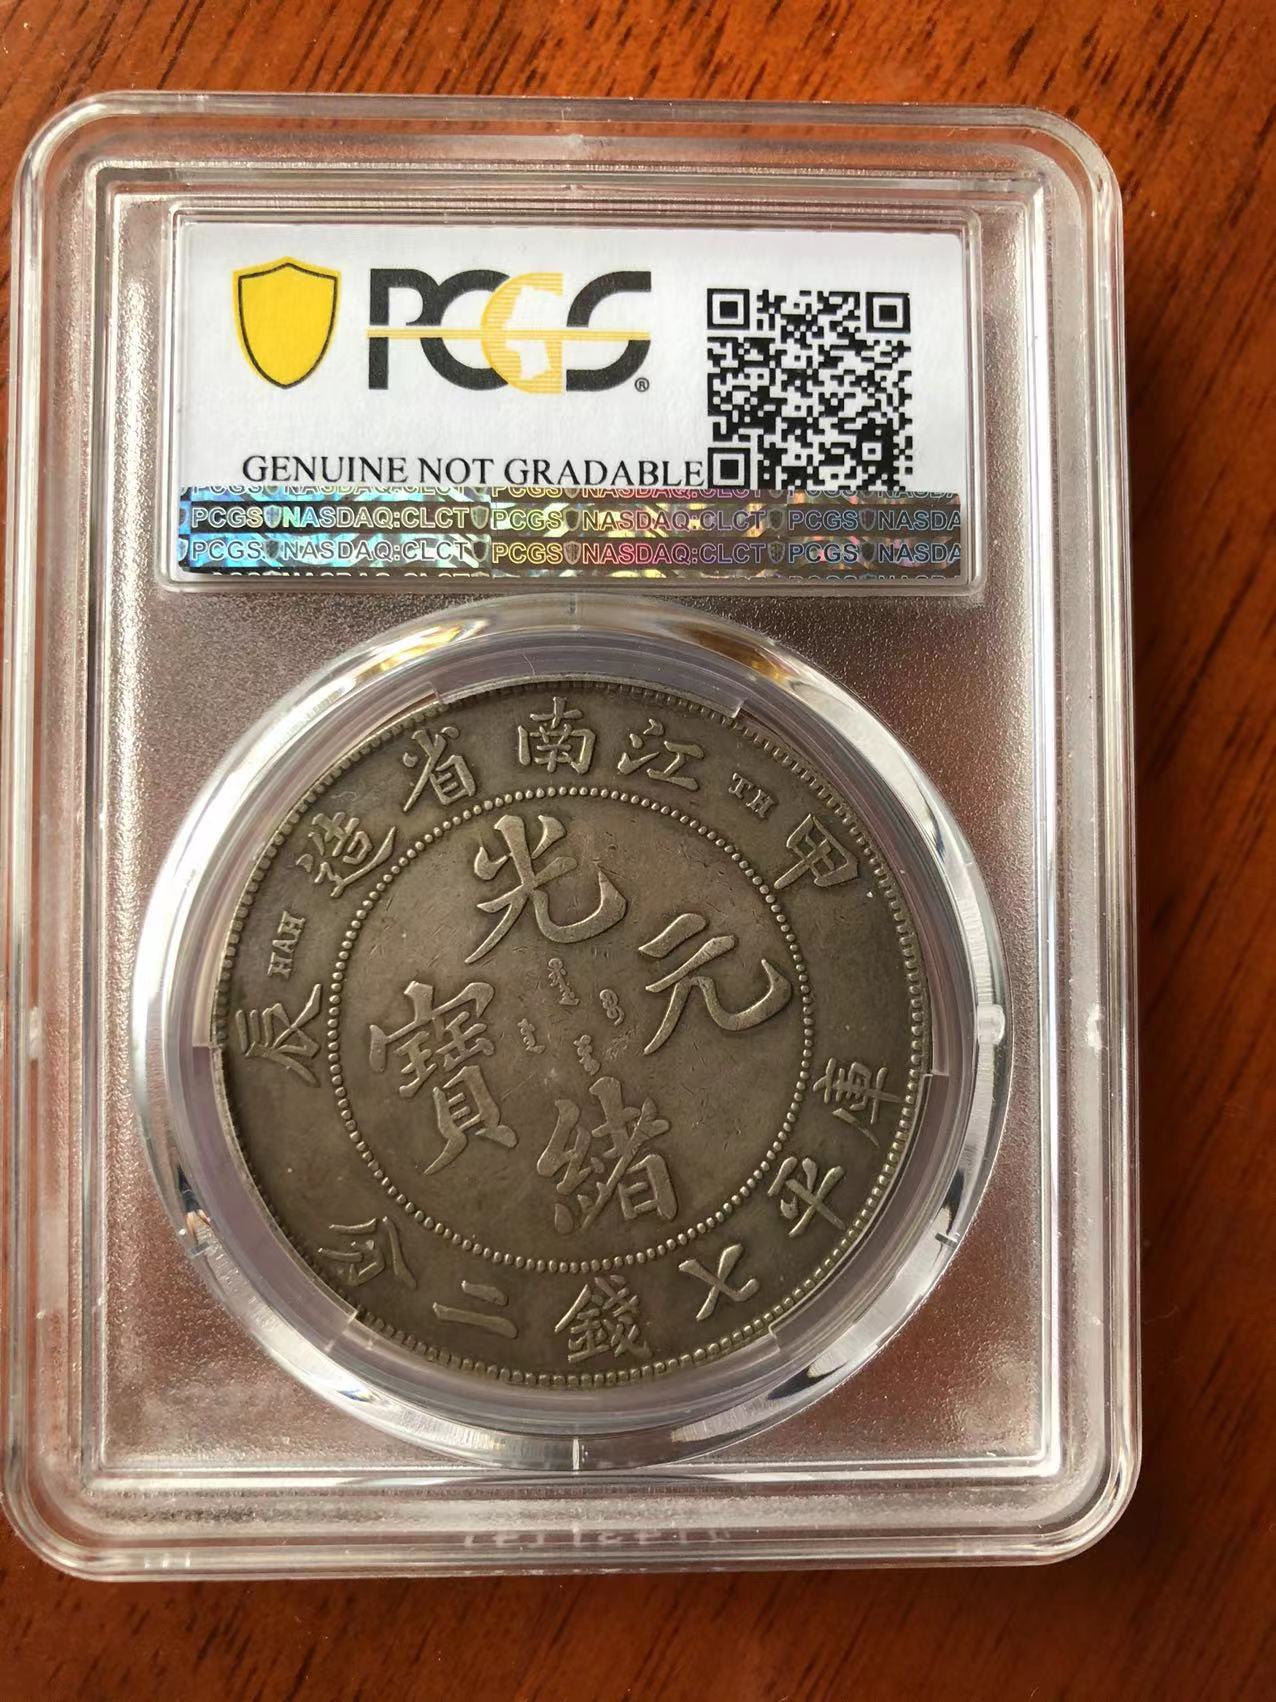 PCGS®
GENUINE NOT GRADABLE
PCGS NASDAQ:CLCT PCGS NASDAQ:CLCT PCGS NASDA
PCGS NASDAQ:CLCT PCGS NASDAQ:CLCT PCGS NASDA
甲 TH 江南省造 HAH 辰
光緒元寶
庫平七錢二分